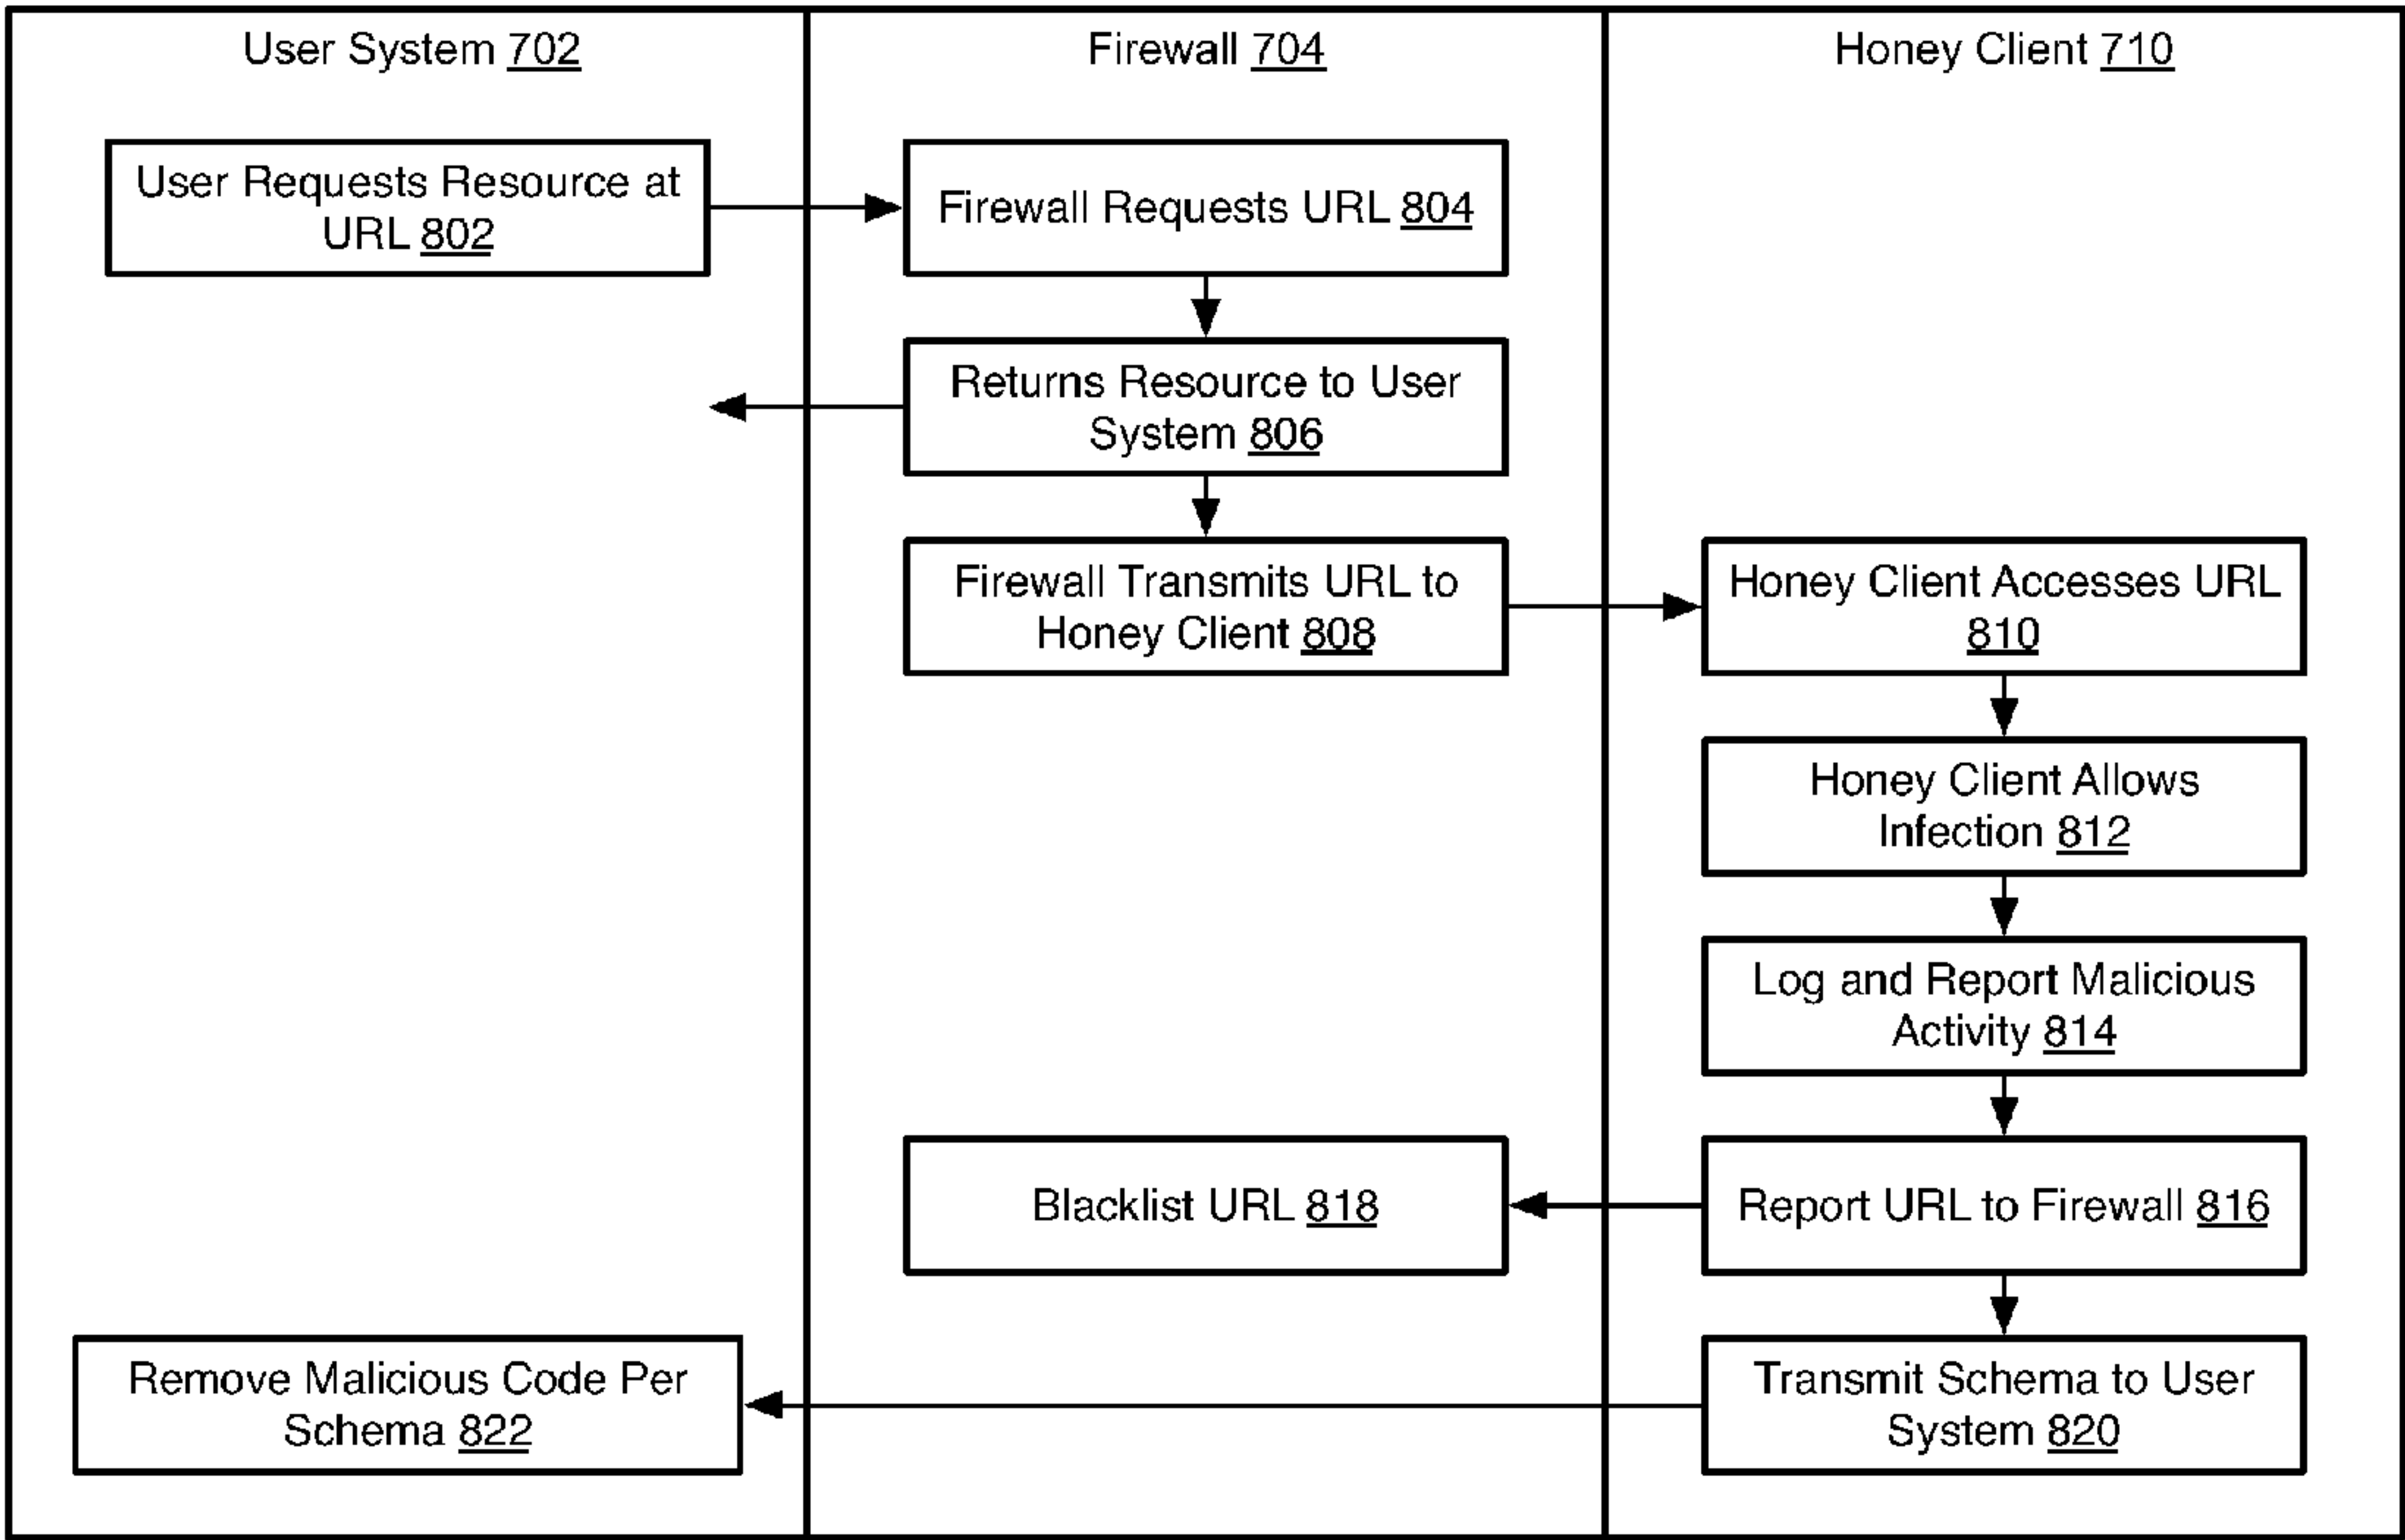 User System 702
Firewall 704
Honey Client 710
User Requests Resource at
URL 802
Firewall Requests URL 804
Returns Resource to User
System 806
Firewall Transmits URL to
Honey Client 808
Honey Client Accesses URL
810
Honey Client Allows
Infection 812
Log and Report Malicious
Activity 814
Blacklist URL 818
Report URL to Firewall 816
Remove Malicious Code Per
Schema 822
Transmit Schema to User
System 820